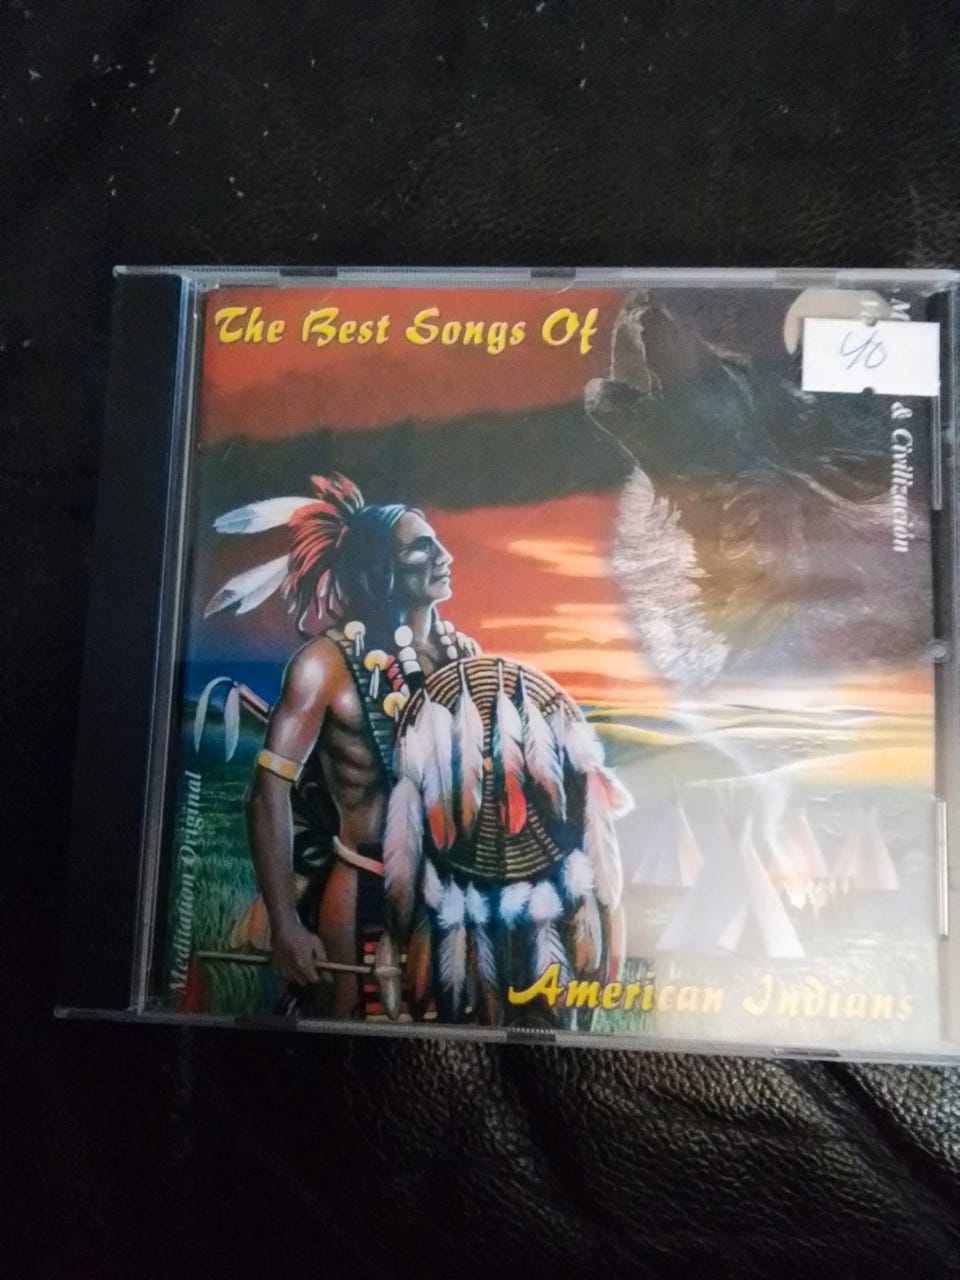 The Best Songs Of
40
& Civilización
Meditation Original
American Indians